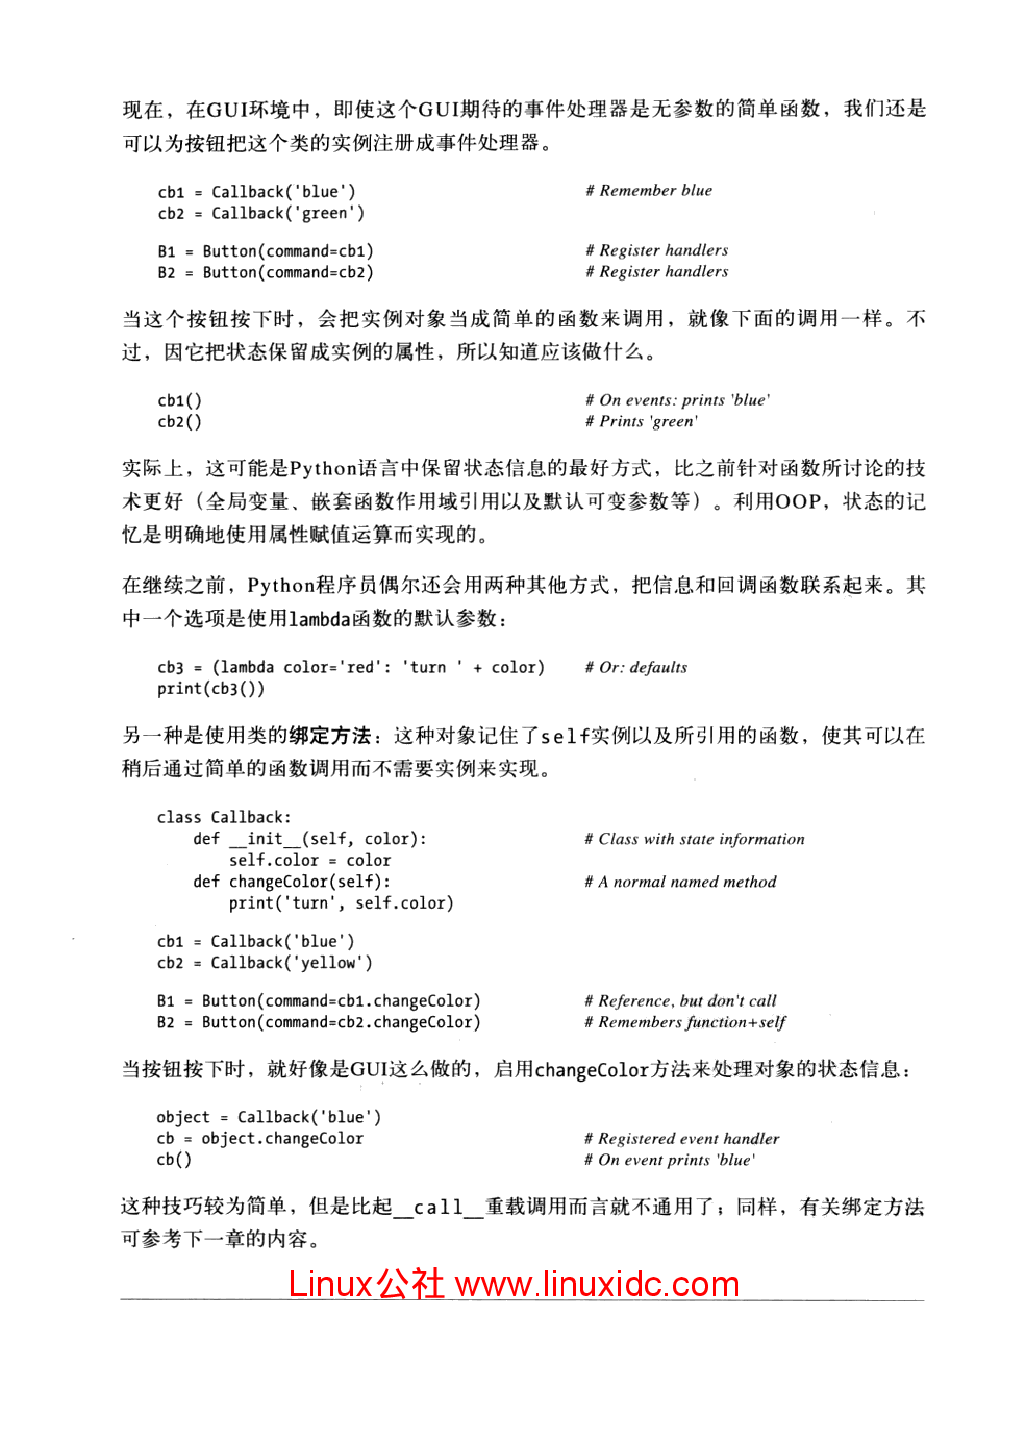 现在，在GUI环境中，即使这个GUI期待的事件处理器是无参数的简单函数，我们还是
可以为按钮把这个类的实例注册成事件处理器。
cb1 = Callback('blue') # Remember blue
cb2 = Callback('green')
B1 = Button(command=cb1) # Register handlers
B2 = Button(command=cb2) # Register handlers
当这个按钮按下时，会把实例对象当成简单的函数来调用，就像下面的调用一样。不
过，因它把状态保留成实例的属性，所以知道应该做什么。
cb1() # On events: prints 'blue'
cb2() # Prints 'green'
实际上，这可能是Python语言中保留状态信息的最好方式，比之前针对函数所讨论的技
术更好（全局变量、嵌套函数作用域引用以及默认可变参数等）。利用OOP，状态的记
忆是明确地使用属性赋值运算而实现的。
在继续之前，Python程序员偶尔还会用两种其他方式，把信息和回调函数联系起来。其
中一个选项是使用lambda函数的默认参数：
cb3 = (lambda color='red': 'turn ' + color) # Or: defaults
print(cb3())
另一种是使用类的绑定方法：这种对象记住了self实例以及所引用的函数，使其可以在
稍后通过简单的函数调用而不需要实例来实现。
class Callback:
    def __init__(self, color): # Class with state information
        self.color = color
    def changeColor(self): # A normal named method
        print('turn', self.color)
cb1 = Callback('blue')
cb2 = Callback('yellow')
B1 = Button(command=cb1.changeColor) # Reference, but don't call
B2 = Button(command=cb2.changeColor) # Remembers function+self
当按钮按下时，就好像是GUI这么做的，启用changeColor方法来处理对象的状态信息：
object = Callback('blue')
cb = object.changeColor # Registered event handler
cb() # On event prints 'blue'
这种技巧较为简单，但是比起__call__重载调用而言就不通用了；同样，有关绑定方法
可参考下一章的内容。
Linux公社 www.linuxidc.com